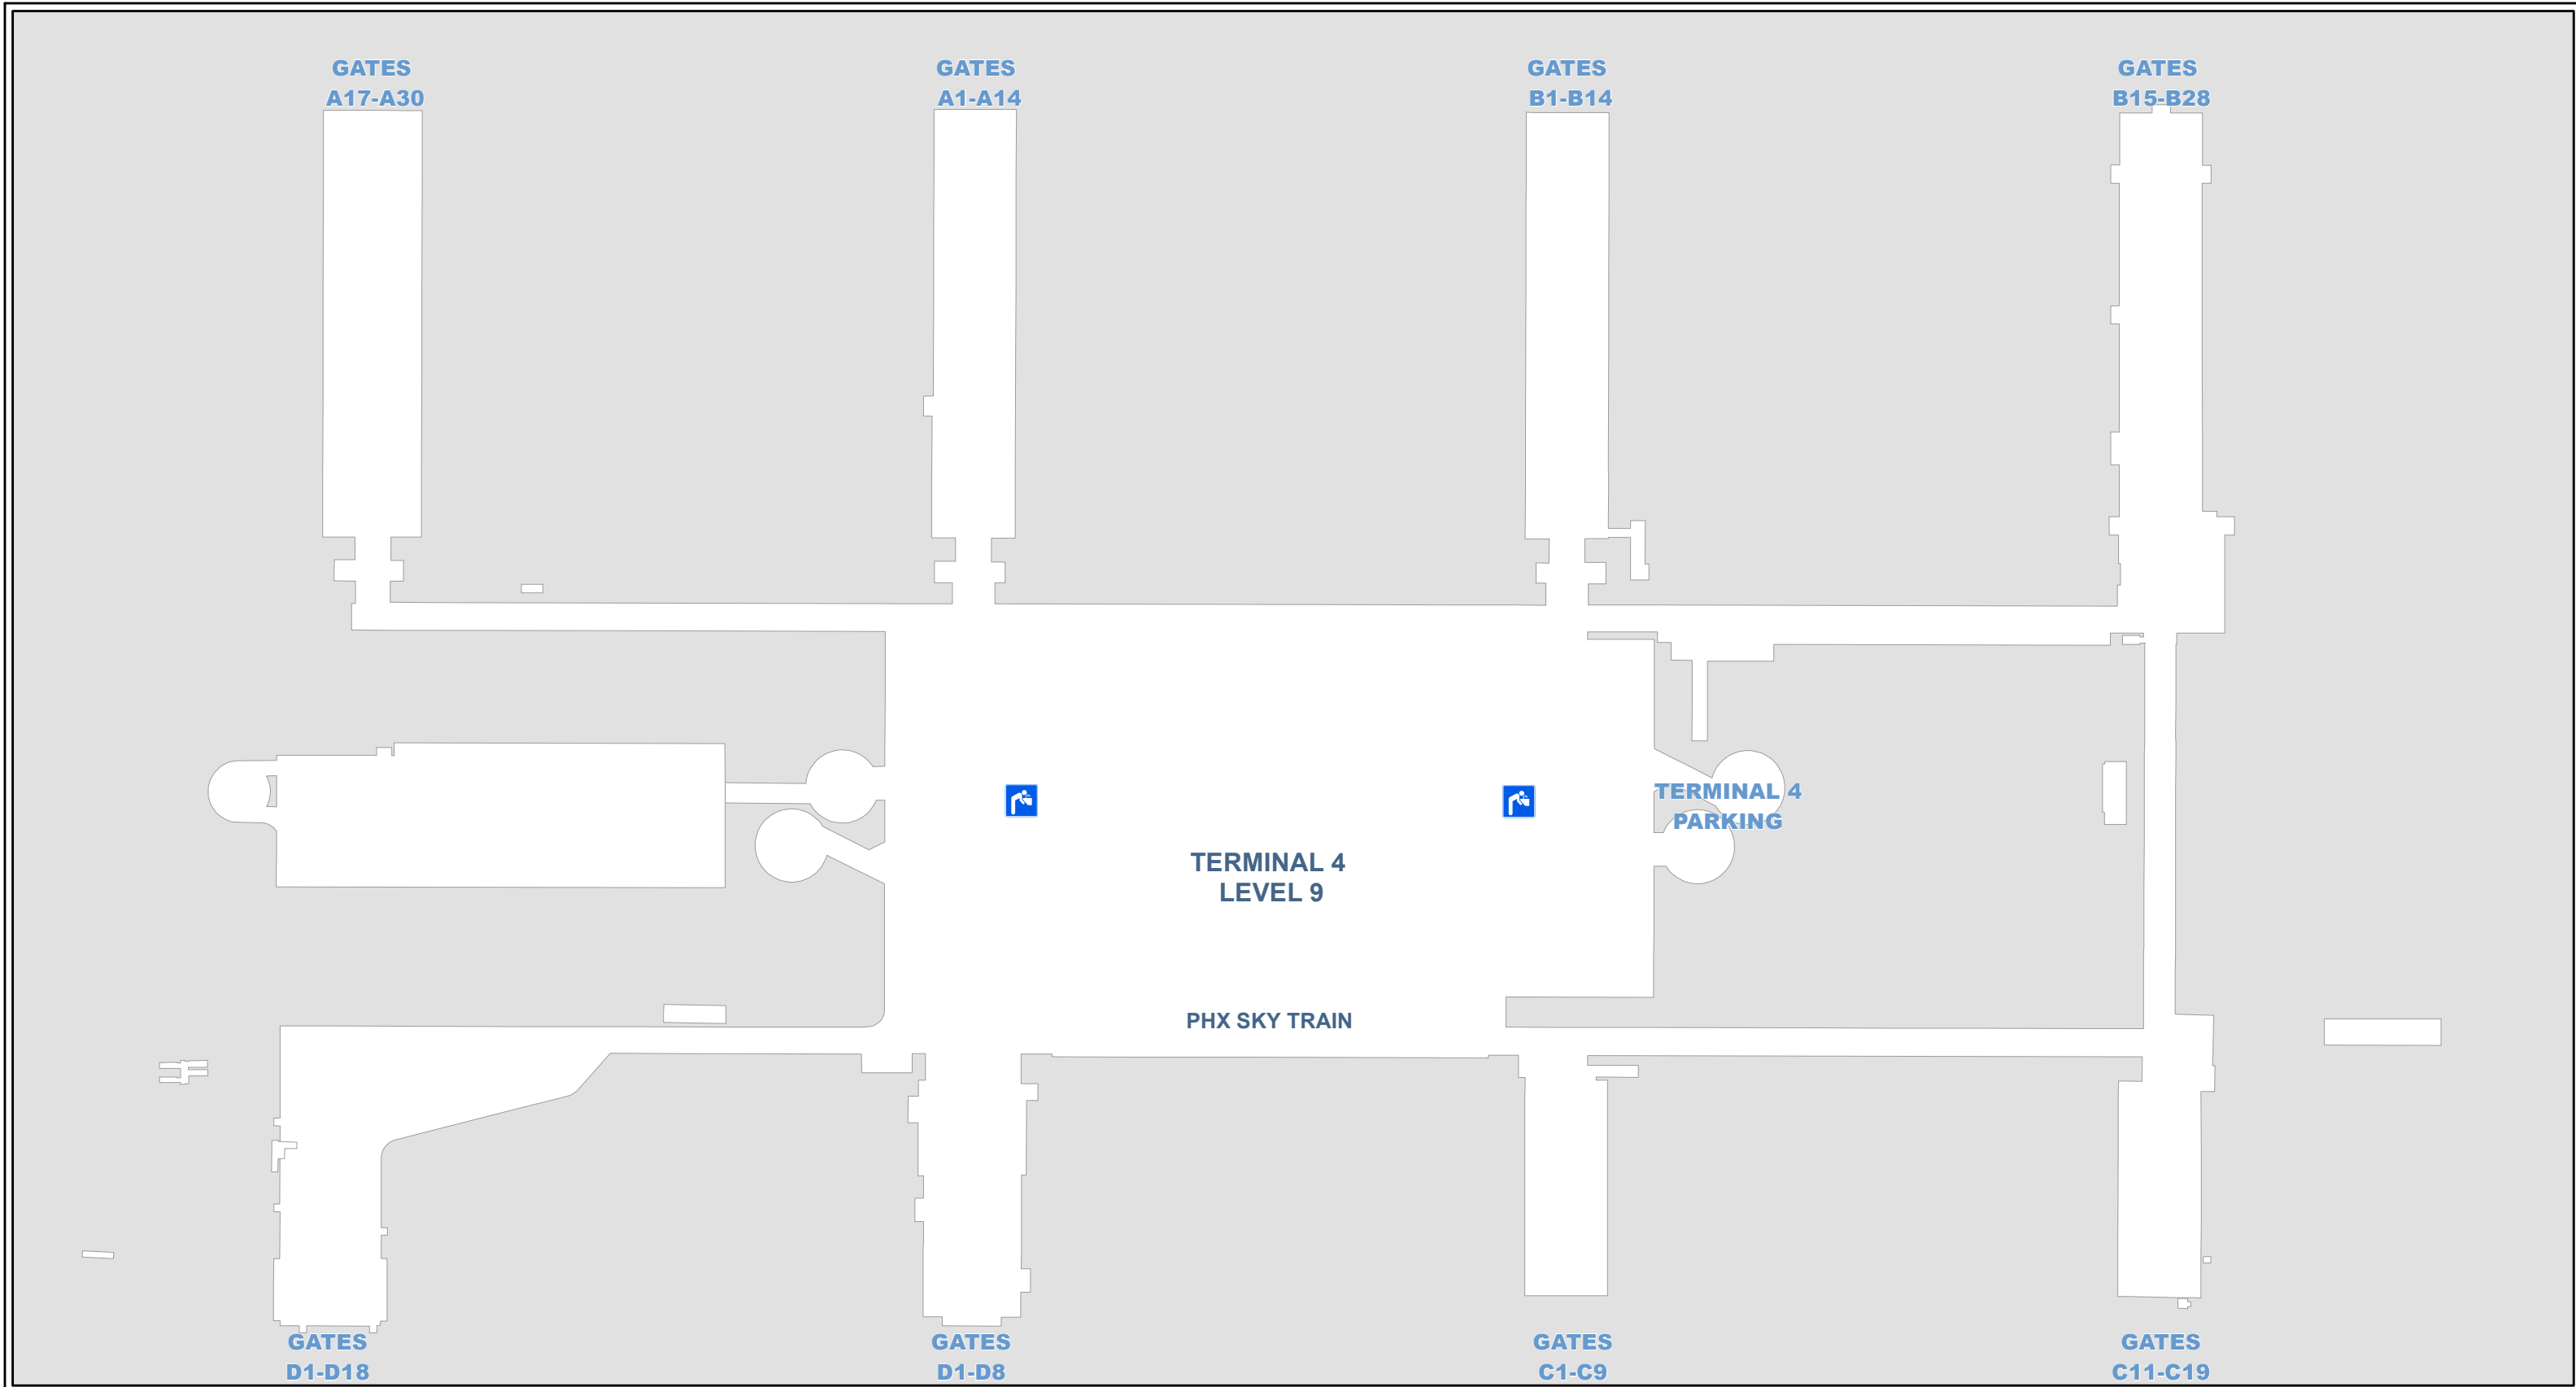 GATES
A17-A30
GATES
A1-A14
GATES
B1-B14
GATES
B15-B28
TERMINAL 4
PARKING
TERMINAL 4
LEVEL 9
PHX SKY TRAIN
GATES
D1-D18
GATES
D1-D8
GATES
C1-C9
GATES
C11-C19